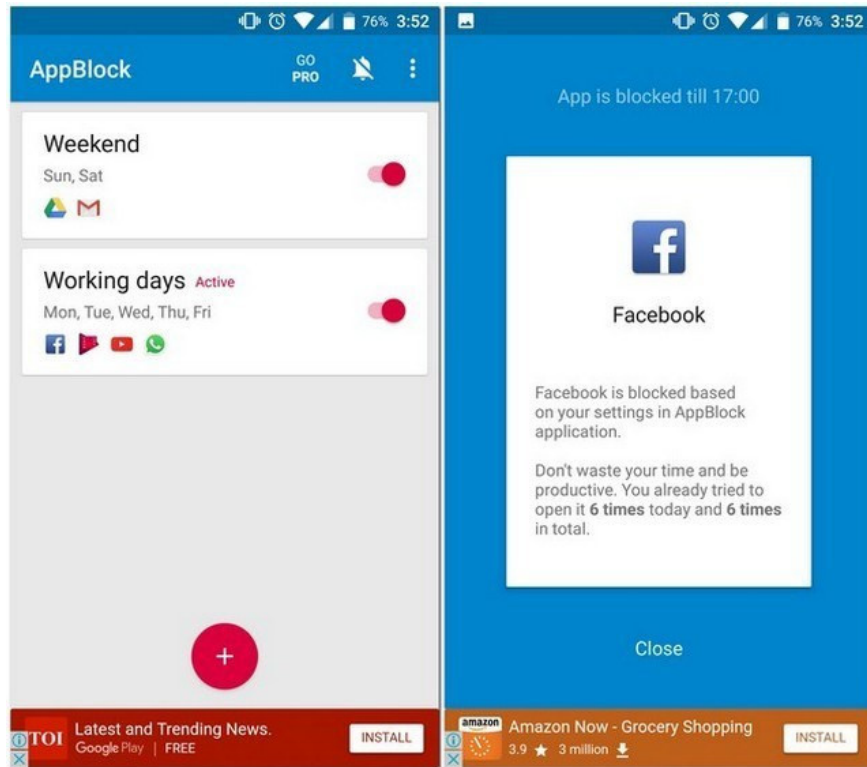 76% 3:52
AppBlock
GO
PRO
Weekend
Sun, Sat
Working days Active
Mon, Tue, Wed, Thu, Fri
+
TOI
Latest and Trending News.
Google Play | FREE
INSTALL
76% 3:52
App is blocked till 17:00
f
Facebook
Facebook is blocked based
on your settings in AppBlock
application.
Don't waste your time and be
productive. You already tried to
open it 6 times today and 6 times
in total.
Close
amazon
Amazon Now - Grocery Shopping
3.9 ★ 3 million
INSTALL